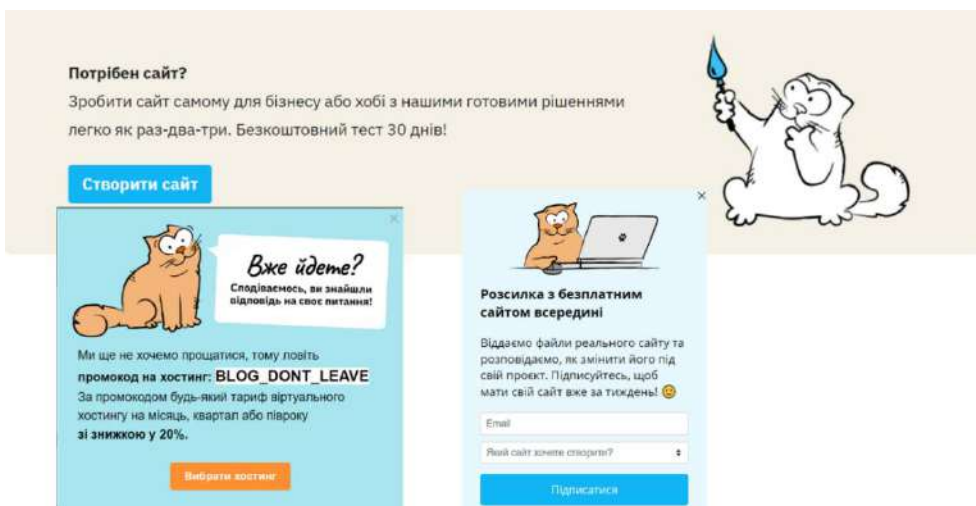 Потрібен сайт?
Зробити сайт самому для бізнесу або хобі з нашими готовими рішеннями
легко як раз-два-три. Безкоштовний тест 30 днів!
Створити сайт
Вже йдете?
Сподіваємось, ви знайшли
відповідь на своє питання!
Ми ще не хочемо прощатися, тому ловіть
промокод на хостинг: BLOG_DONT_LEAVE
За промокодом будь-який тариф віртуального
хостингу на місяць, квартал або півроку
зі знижкою у 20%.
Вибрати хостинг
Розсилка з безплатним
сайтом всередині
Віддаємо файли реального сайту та
розповідаємо, як змінити його під
свій проєкт. Підписуйтесь, щоб
мати свій сайт вже за тиждень!
Email
Який сайт хочете створити?
Підписатися